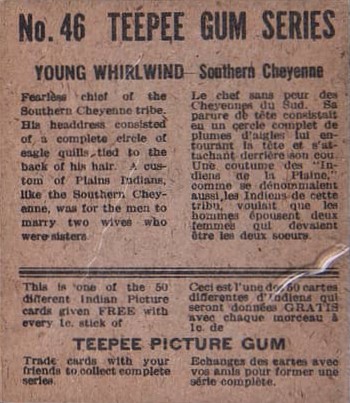 No. 46 TEEPEE GUM SERIES
YOUNG WHIRLWIND—Southern Cheyenne
Fearless chief of the
Southern Cheyenne tribe.
His headdress consisted
of a complete circle of
eagle quills, tied to the
back of his hair. A cus-
tom of Plains Indians,
like the Southern Chey-
enne, was for the men to
marry two wives who
were sisters.
Le chef sans peur des
Cheyennes du Sud. Sa
parure de tête consistait
en un cercle complet de
plumes d'aigles lui en-
tourant la tête et s'at-
tachant derrière son cou.
Une coutume des "In-
diens de la Plaine,"
comme se dénommaient
aussi, les Indiens de cette
tribu, voulait que les
hommes épousent deux
femmes qui devaient
être les deux soeurs.
This is one of the 50
different Indian Picture
cards given FREE with
every 1c. stick of
Ceci est l'une des 50 cartes
différentes d'Indiens qui
seront données GRATIS
avec chaque morceau à
1c. de
TEEPEE PICTURE GUM
Trade cards with your
friends to collect complete
series.
Echanges des cartes avec
vos amis pour former une
série complète.